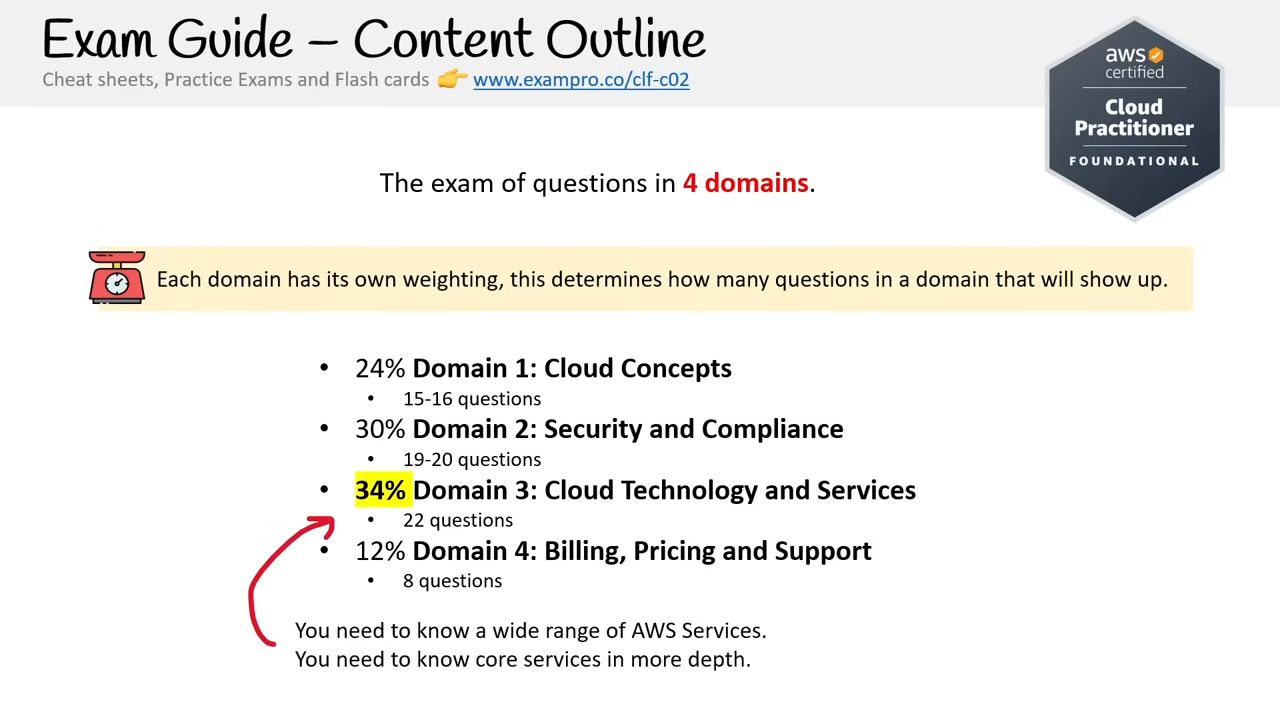 Exam Guide – Content Outline
Cheat sheets, Practice Exams and Flash cards 👉 www.exampro.co/clf-c02
aws
certified
Cloud
Practitioner
FOUNDATIONAL
The exam of questions in 4 domains.
Each domain has its own weighting, this determines how many questions in a domain that will show up.
• 24% Domain 1: Cloud Concepts
• 15-16 questions
• 30% Domain 2: Security and Compliance
• 19-20 questions
• 34% Domain 3: Cloud Technology and Services
• 22 questions
• 12% Domain 4: Billing, Pricing and Support
• 8 questions
You need to know a wide range of AWS Services.
You need to know core services in more depth.